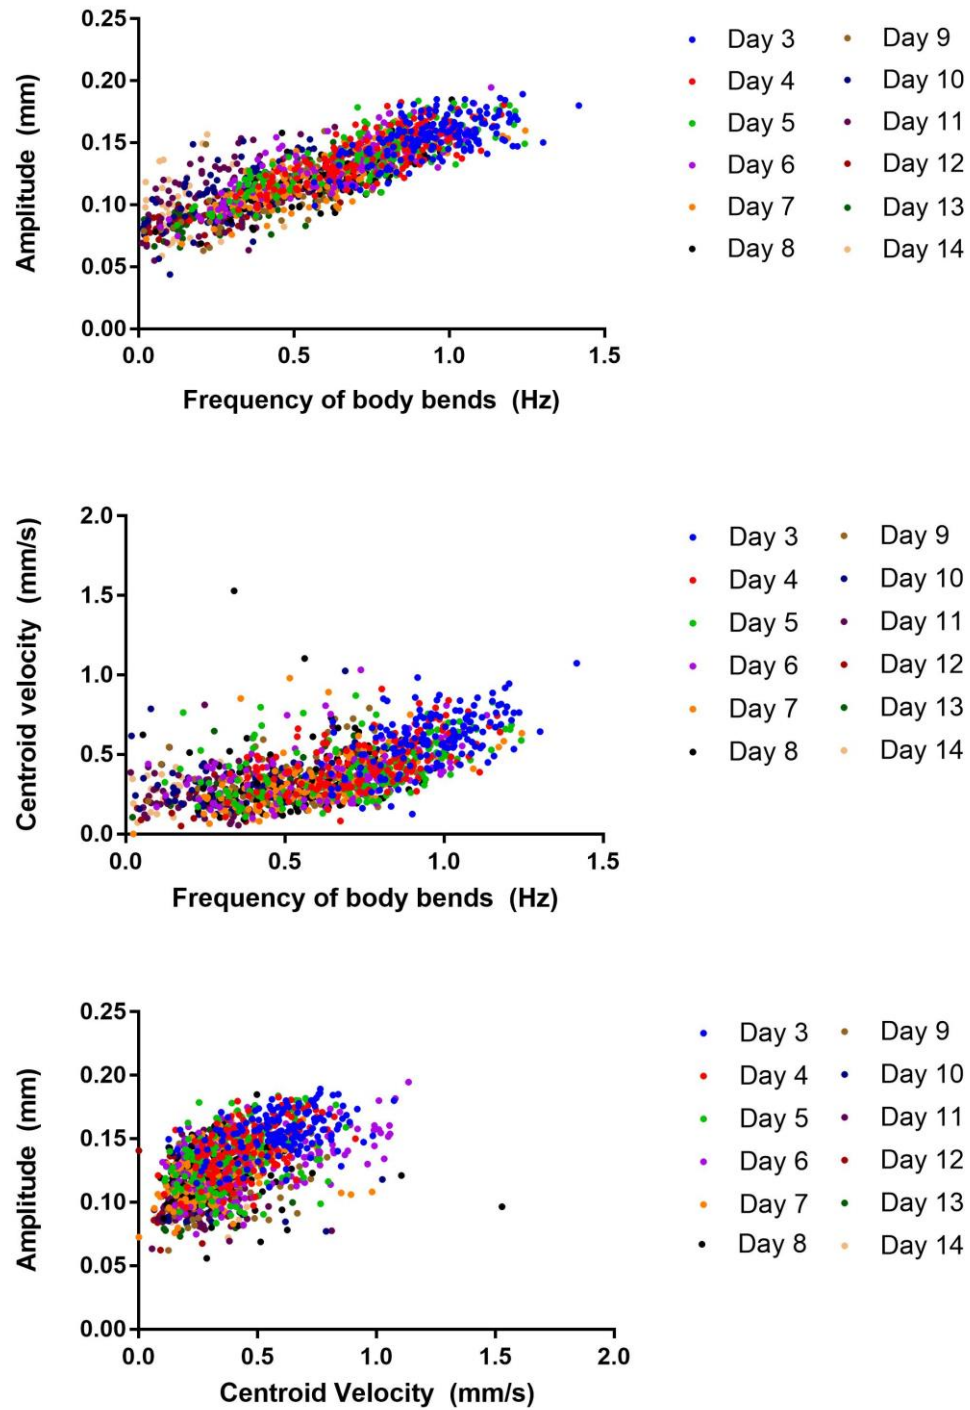 Amplitude (mm)
0.25
0.20
0.15
0.10
0.05
0.00
0.0 0.5 1.0 1.5
Frequency of body bends (Hz)
Day 3 Day 9
Day 4 Day 10
Day 5 Day 11
Day 6 Day 12
Day 7 Day 13
Day 8 Day 14
Centroid velocity (mm/s)
2.0
1.5
1.0
0.5
0.0
0.0 0.5 1.0 1.5
Frequency of body bends (Hz)
Day 3 Day 9
Day 4 Day 10
Day 5 Day 11
Day 6 Day 12
Day 7 Day 13
Day 8 Day 14
Amplitude (mm)
0.25
0.20
0.15
0.10
0.05
0.00
0.0 0.5 1.0 1.5 2.0
Centroid Velocity (mm/s)
Day 3 Day 9
Day 4 Day 10
Day 5 Day 11
Day 6 Day 12
Day 7 Day 13
Day 8 Day 14